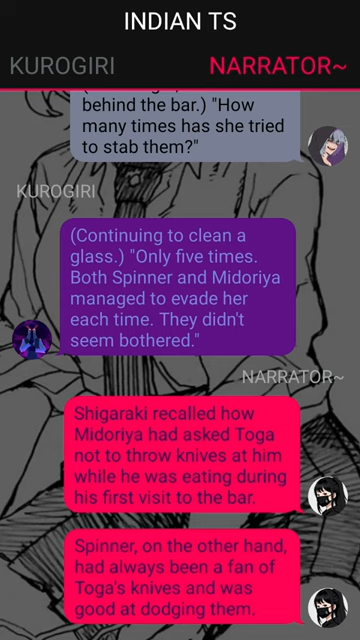 INDIAN TS
KUROGIRI
NARRATOR~
behind the bar.) "How
many times has she tried
to stab them?"
KUROGIRI
(Continuing to clean a
glass.) "Only five times.
Both Spinner and Midoriya
managed to evade her
each time. They didn't
seem bothered."
NARRATOR~
Shigaraki recalled how
Midoriya had asked Toga
not to throw knives at him
while he was eating during
his first visit to the bar.
Spinner, on the other hand,
had always been a fan of
Toga's knives and was
good at dodging them.